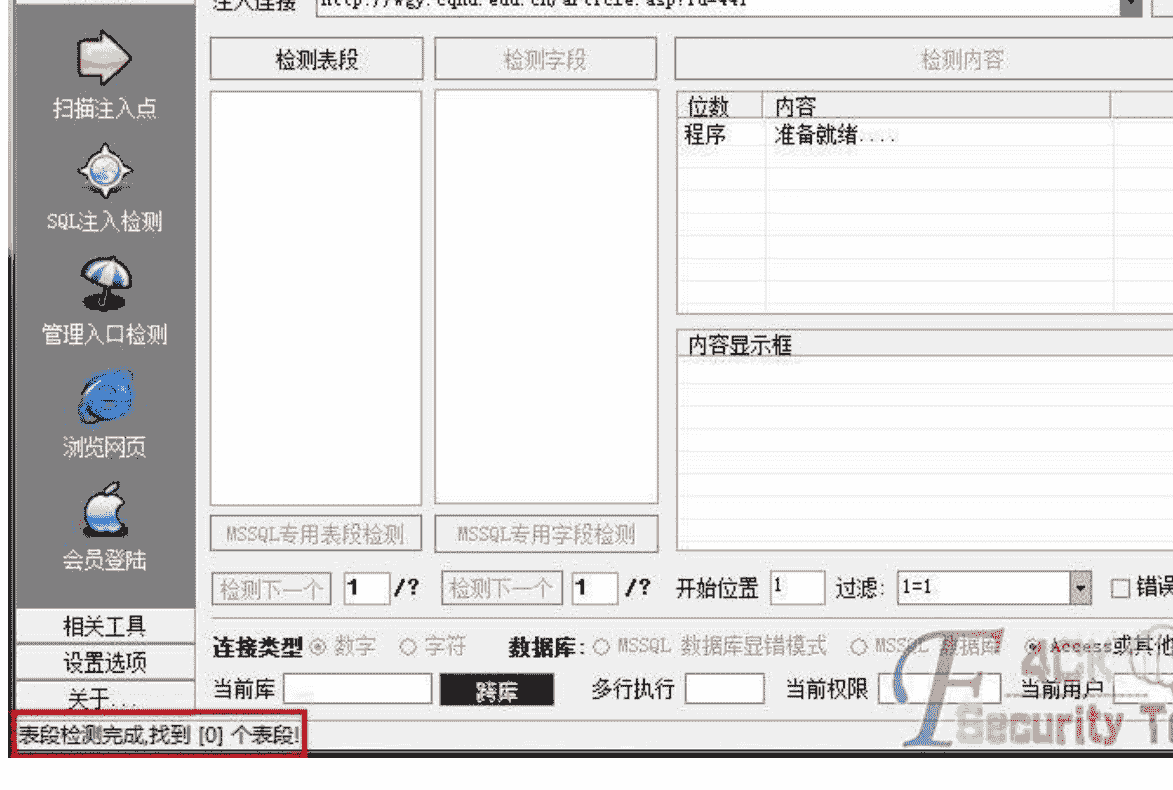 注入连接 http://wgy.cqnu.edu.cn/article.asp?id=441
检测表段 检测字段 检测内容
扫描注入点
位数 内容
程序 准备就绪....
SQL注入检测
管理入口检测
内容显示框
浏览网页
MSSQL专用表段检测 MSSQL专用字段检测
会员登陆
检测下一个 1 /? 检测下一个 1 /? 开始位置 1 过滤: 1=1 错误
相关工具
连接类型 数字 字符 数据库: MSSQL 数据库显错模式 MSSQL 数据库 Access或其他
设置选项
当前库 跨库 多行执行 当前权限 当前用户
关于...
表段检测完成,找到 [0] 个表段!
Security